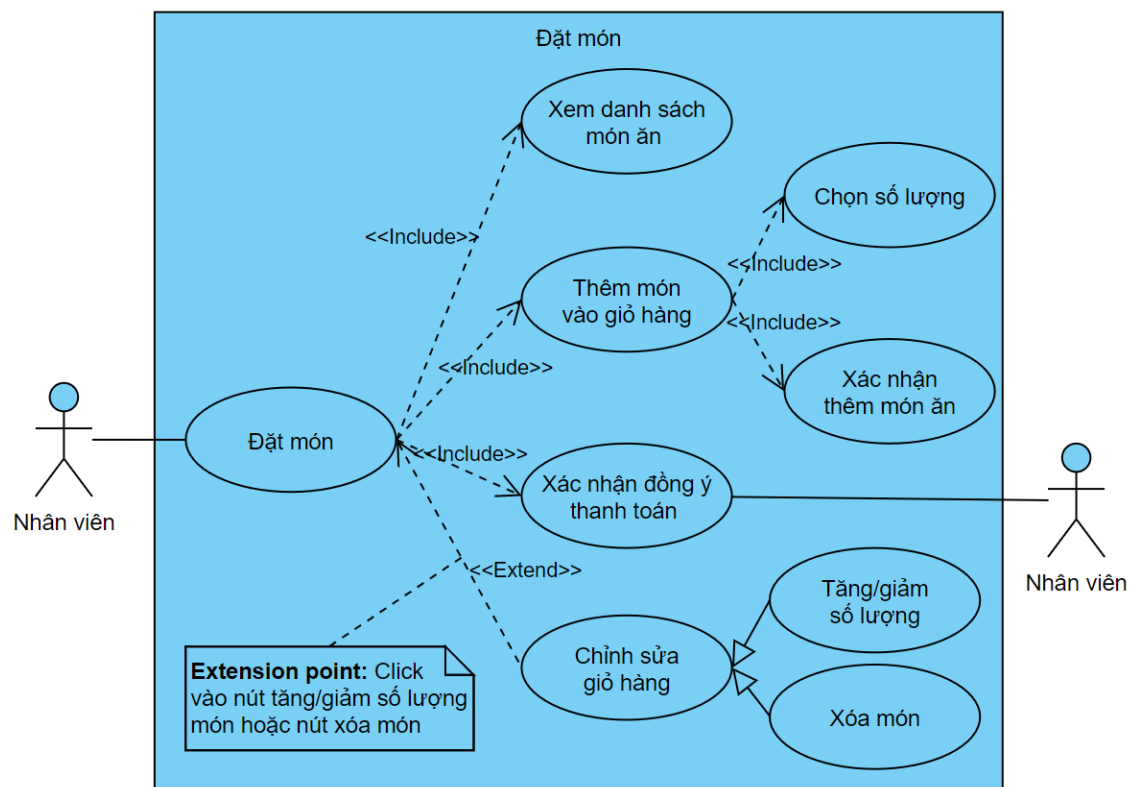 Đặt món
Xem danh sách
món ăn
Chọn số lượng
<<Include>>
<<Include>>
Thêm món
vào giỏ hàng
<<Include>>
<<Include>>
Xác nhận
thêm món ăn
Đặt món
<<Include>>
Xác nhận đồng ý
thanh toán
Nhân viên
<<Extend>>
Nhân viên
Tăng/giảm
số lượng
Chỉnh sửa
giỏ hàng
Extension point: Click
vào nút tăng/giảm số lượng
món hoặc nút xóa món
Xóa món